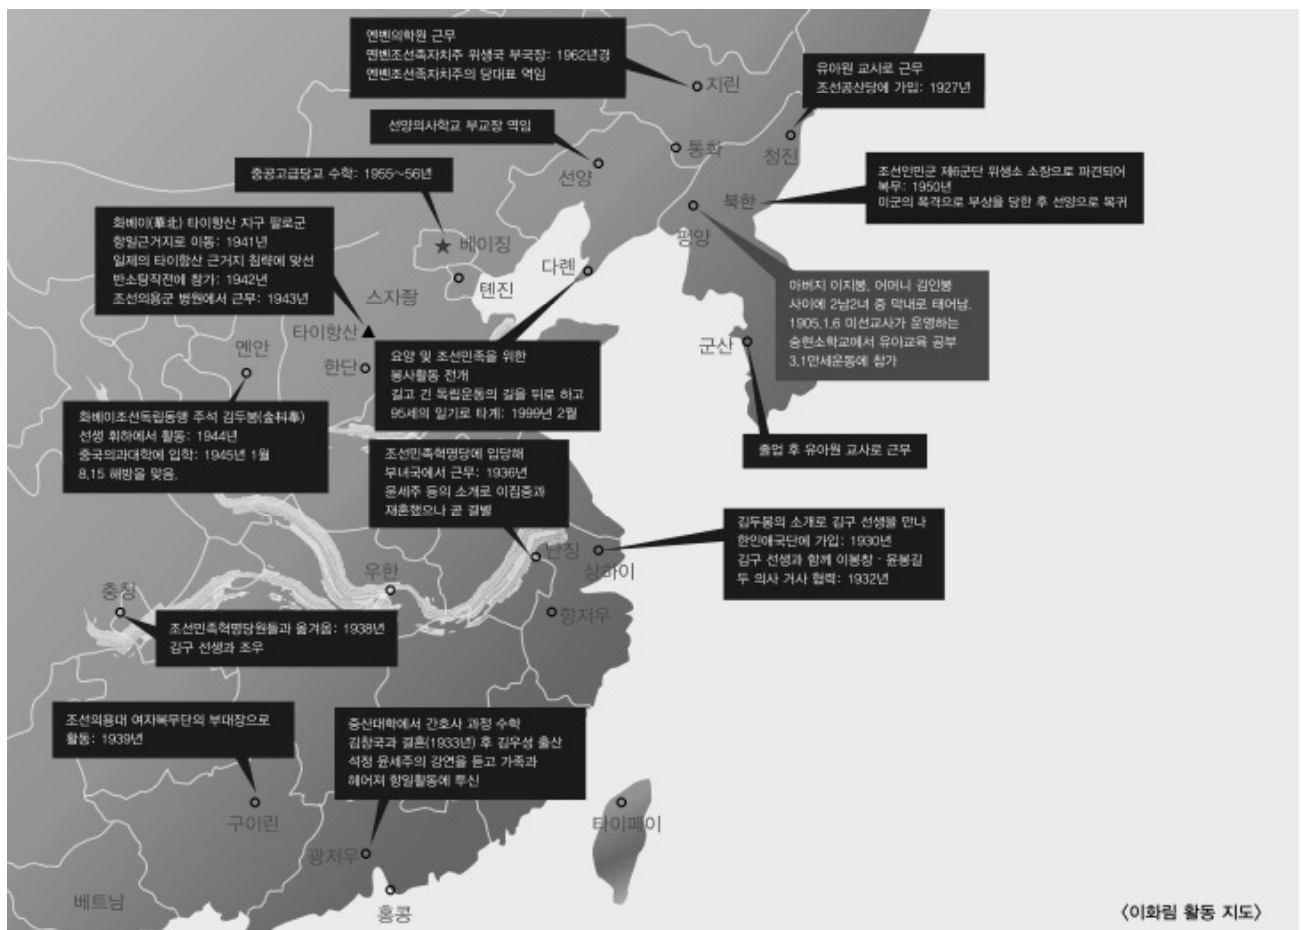 옌벤의학원 근무
옌벤조선족자치주 위생국 부국장: 1962년경
옌벤조선족자치주의 당대표 역임
지린
유아원 교사로 근무
조선공산당에 가입: 1927년
선양의사학교 부교장 역임
선양
통화
청진
중공고급당교 수학: 1955～56년
조선인민군 제6군단 위생소 소장으로 파견되어
복무: 1950년
미군의 폭격으로 부상을 당한 후 선양으로 복귀
북한
평양
화베이(華北) 타이항산 지구 팔로군
항일근거지로 이동: 1941년
일제의 타이항산 근거지 침략에 맞선
반소탕작전에 참가: 1942년
조선의용군 병원에서 근무: 1943년
베이징
톈진
다롄
스자좡
타이항산
옌안
한단
아버지 이지봉, 어머니 김인봉
사이에 2남2녀 중 막내로 태어남.
1905.1.6 미선교사가 운영하는
숭현소학교에서 유아교육 공부
3.1만세운동에 참가
군산
요양 및 조선민족을 위한
봉사활동 전개
길고 긴 독립운동의 길을 뒤로 하고
95세의 일기로 타계: 1999년 2월
화베이조선독립동맹 주석 김두봉(金枓奉)
선생 휘하에서 활동: 1944년
중국의과대학에 입학: 1945년 1월
8.15 해방을 맞음.
졸업 후 유아원 교사로 근무
조선민족혁명당에 입당해
부녀국에서 근무: 1936년
윤세주 등의 소개로 이집중과
재혼했으나 곧 결별
김두봉의 소개로 김구 선생을 만나
한인애국단에 가입: 1930년
김구 선생과 함께 이봉창 · 윤봉길
두 의사 거사 협력: 1932년
난징
상하이
우한
항저우
충칭
조선민족혁명당원들과 옮겨옴: 1938년
김구 선생과 조우
조선의용대 여자복무단의 부대장으로
활동: 1939년
중산대학에서 간호사 과정 수학
김창국과 결혼(1933년) 후 김우성 출산
석정 윤세주의 강연을 듣고 가족과
헤어져 항일활동에 투신
구이린
타이페이
광저우
베트남
홍콩
〈이화림 활동 지도〉